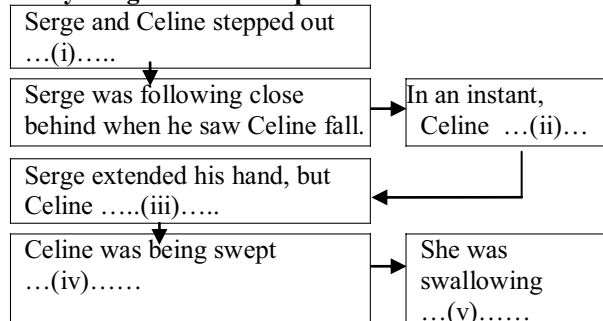 Serge and Celine stepped out
…(i)…..
Serge was following close
behind when he saw Celine fall.
In an instant,
Celine …(ii)…
Serge extended his hand, but
Celine …..(iii)…..
Celine was being swept
…(iv)……
She was
swallowing
…(v)……